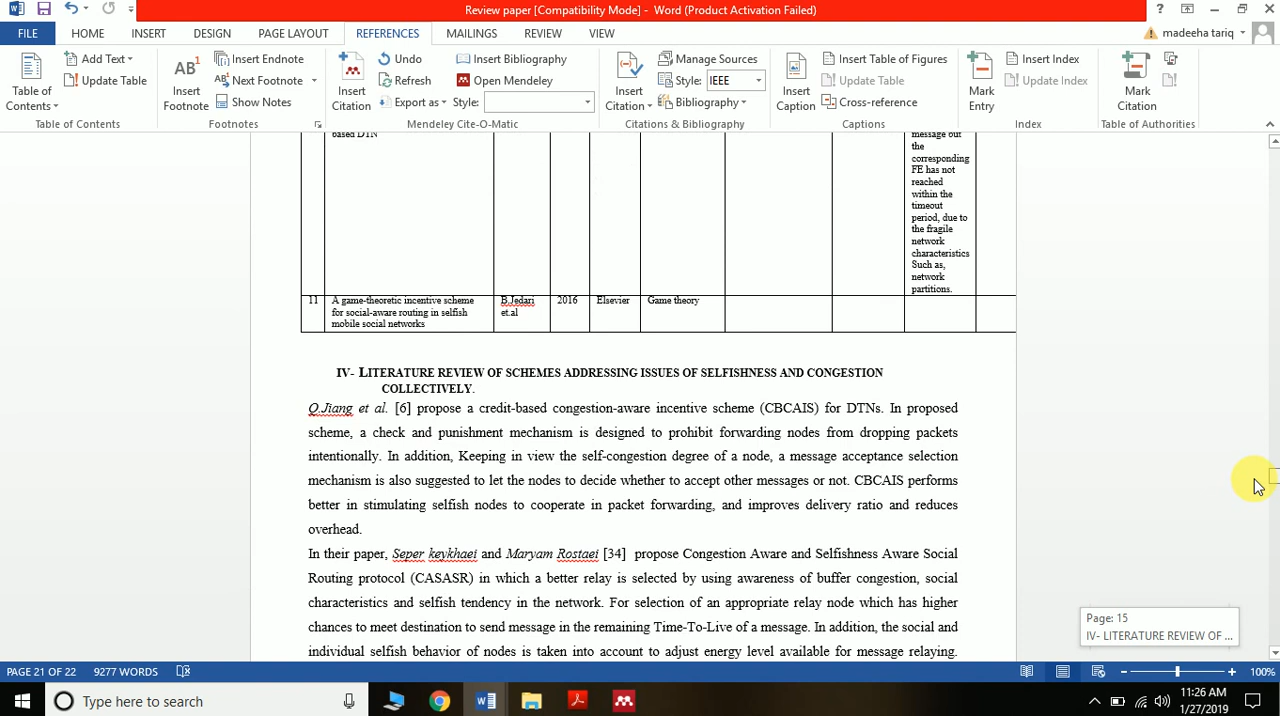 Review paper [Compatibility Mode] - Word (Product Activation Failed)
FILE HOME INSERT DESIGN PAGE LAYOUT REFERENCES MAILINGS REVIEW VIEW madeeha tariq
Table of Contents
Add Text
Update Table
Table of Contents
AB1
Insert Footnote
Insert Endnote
Next Footnote
Show Notes
Footnotes
Insert Citation
Undo
Refresh
Export as
Insert Bibliography
Open Mendeley
Style:
Mendeley Cite-O-Matic
Insert Citation
Manage Sources
Style: IEEE
Bibliography
Citations & Bibliography
Insert Caption
Insert Table of Figures
Update Table
Cross-reference
Captions
Mark Entry
Insert Index
Update Index
Index
Mark Citation
Table of Authorities
based DTN
message out
the
corresponding
FE has not
reached
within the
timeout
period, due to
the fragile
network
characteristics
Such as,
network
partitions.
11 A game-theoretic incentive scheme B.Jedari 2016 Elsevier Game theory
for social-aware routing in selfish et.al
mobile social networks
IV- LITERATURE REVIEW OF SCHEMES ADDRESSING ISSUES OF SELFISHNESS AND CONGESTION
COLLECTIVELY.
Q.Jiang et al. [6] propose a credit-based congestion-aware incentive scheme (CBCAIS) for DTNs. In proposed
scheme, a check and punishment mechanism is designed to prohibit forwarding nodes from dropping packets
intentionally. In addition, Keeping in view the self-congestion degree of a node, a message acceptance selection
mechanism is also suggested to let the nodes to decide whether to accept other messages or not. CBCAIS performs
better in stimulating selfish nodes to cooperate in packet forwarding, and improves delivery ratio and reduces
overhead.
In their paper, Seper keykhaei and Maryam Rostaei [34] propose Congestion Aware and Selfishness Aware Social
Routing protocol (CASASR) in which a better relay is selected by using awareness of buffer congestion, social
characteristics and selfish tendency in the network. For selection of an appropriate relay node which has higher
chances to meet destination to send message in the remaining Time-To-Live of a message. In addition, the social and
individual selfish behavior of nodes is taken into account to adjust energy level available for message relaying.
Page: 15
IV- LITERATURE REVIEW OF ...
PAGE 21 OF 22 9277 WORDS 100%
Type here to search
11:26 AM
1/27/2019